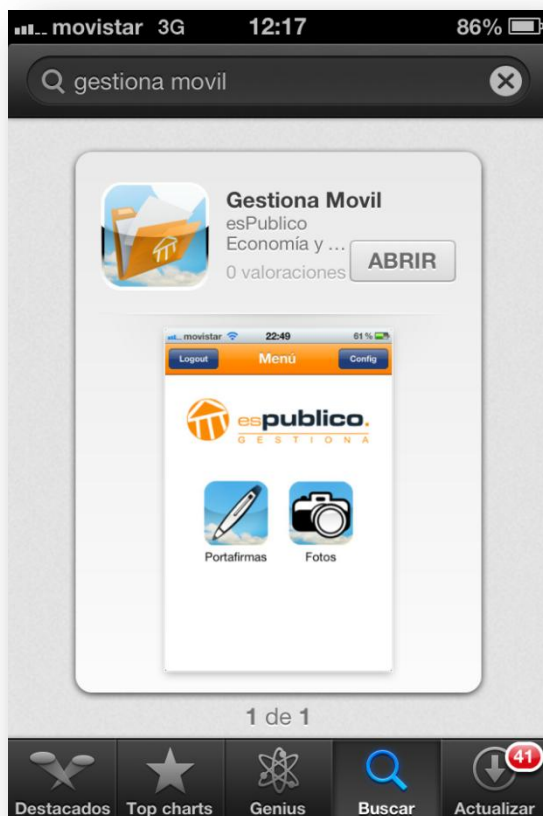 movistar 3G 12:17 86%
gestiona movil
Gestiona Movil
esPublico
Economía y ...
0 valoraciones
ABRIR
movistar 22:49 61 %
Logout Menú Config
espublico.
GESTIONA
Portafirmas Fotos
1 de 1
41
Destacados Top charts Genius Buscar Actualizar